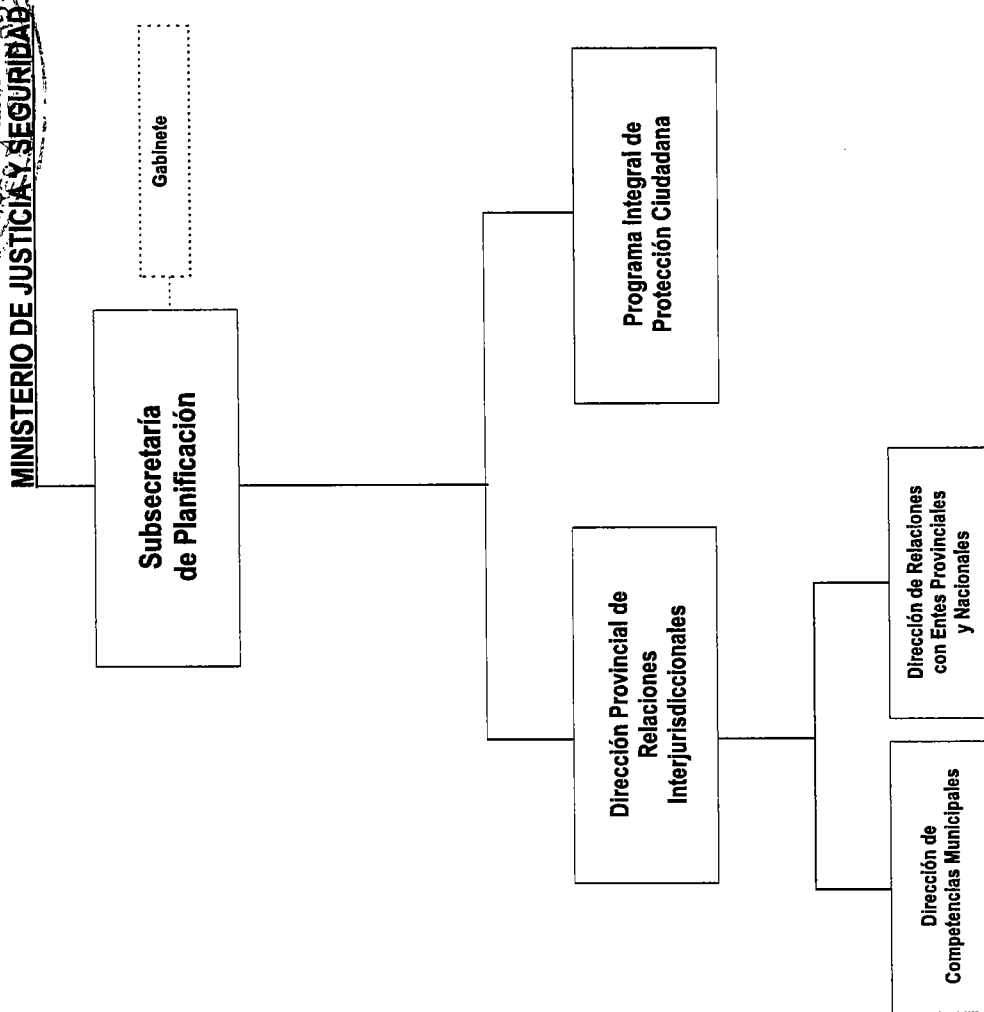 MINISTERIO DE JUSTICIA Y SEGURIDAD
Gabinete
Subsecretaría
de Planificación
Dirección Provincial de
Relaciones
Interjurisdiccionales
Programa Integral de
Protección Ciudadana
Dirección de
Competencias Municipales
Dirección de Relaciones
con Entes Provinciales
y Nacionales